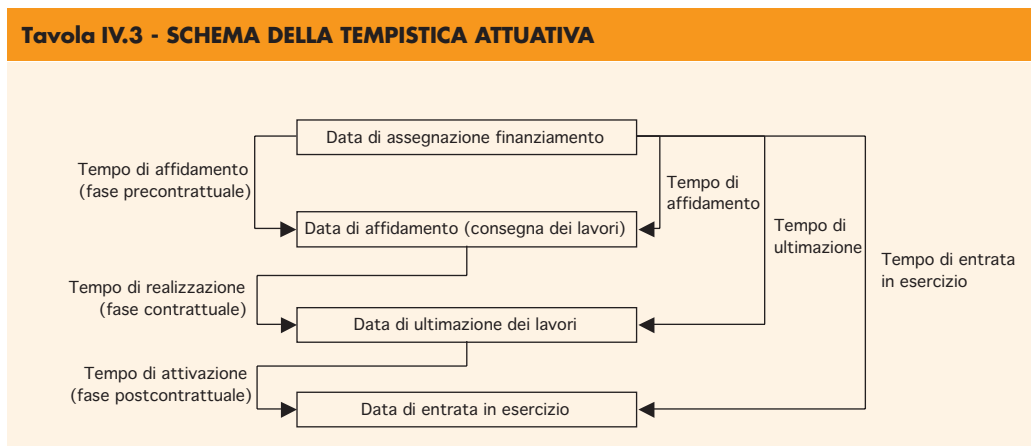 Tavola IV.3 - SCHEMA DELLA TEMPISTICA ATTUATIVA
Data di assegnazione finanziamento
Tempo di affidamento
(fase precontrattuale)
Tempo di
affidamento
Data di affidamento (consegna dei lavori)
Tempo di
ultimazione
Tempo di entrata
in esercizio
Tempo di realizzazione
(fase contrattuale)
Data di ultimazione dei lavori
Tempo di attivazione
(fase postcontrattuale)
Data di entrata in esercizio